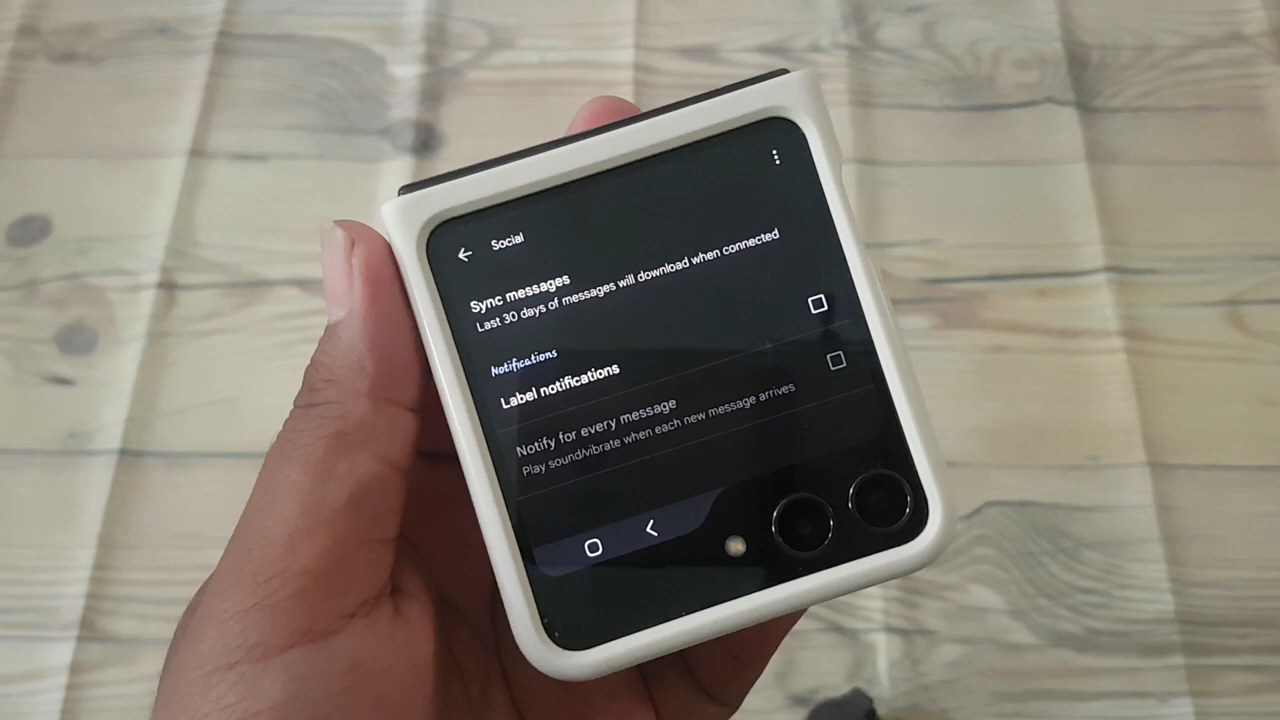 Social
Sync messages
Last 30 days of messages will download when connected
Notifications
Label notifications
Notify for every message
Play sound/vibrate when each new message arrives